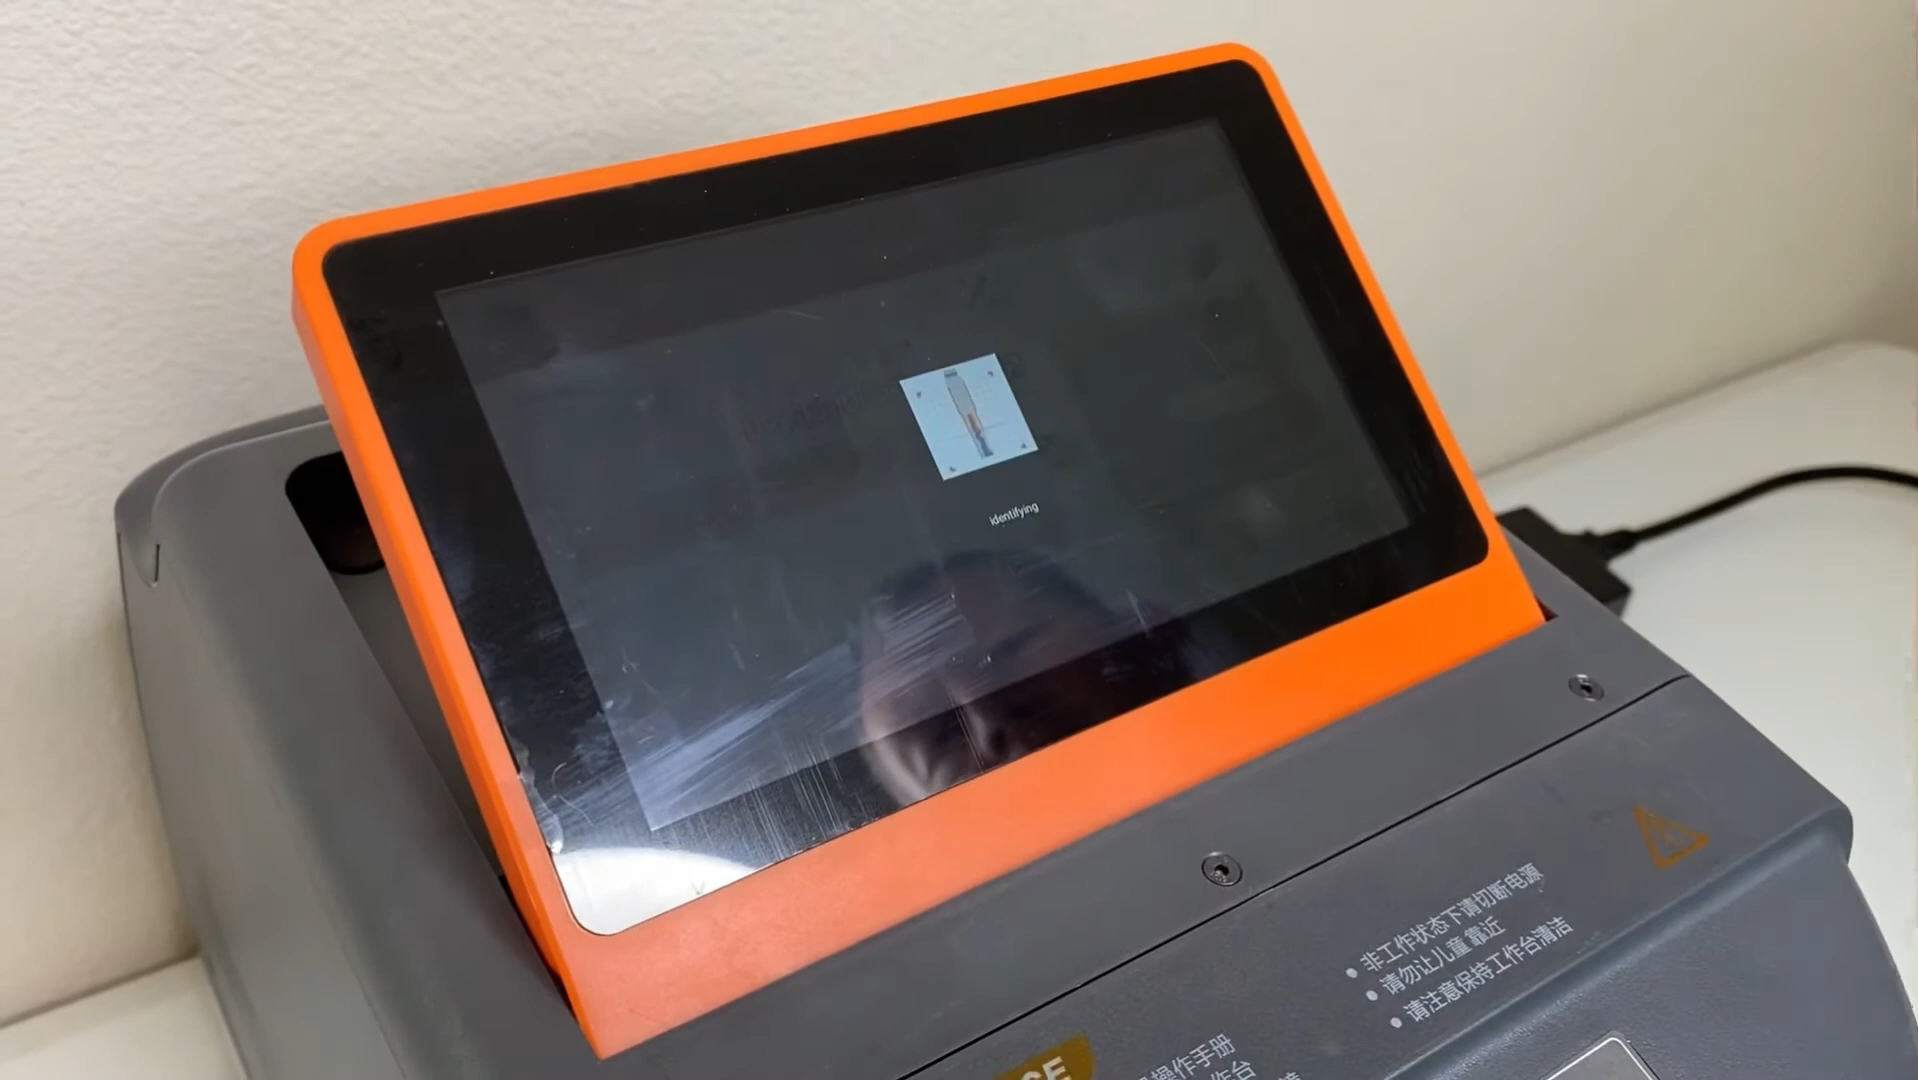 identifying
非工作状态下请切断电源
请勿让儿童靠近
请注意保持工作台清洁
操作手册
作台